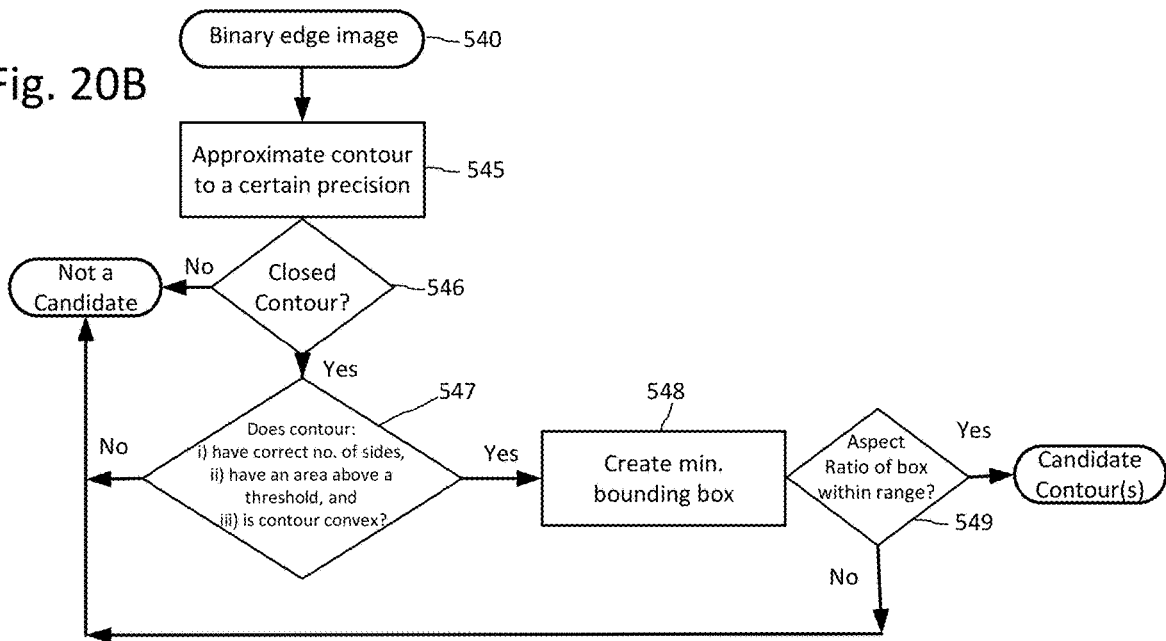 Fig. 20B
Binary edge image
540
Approximate contour
to a certain precision
545
Not a
Candidate
No
Closed
Contour?
546
Yes
547
Does contour:
i) have correct no. of sides,
ii) have an area above a
threshold, and
iii) is contour convex?
No
Yes
548
Create min.
bounding box
Aspect
Ratio of box
within range?
549
Yes
Candidate
Contour(s)
No